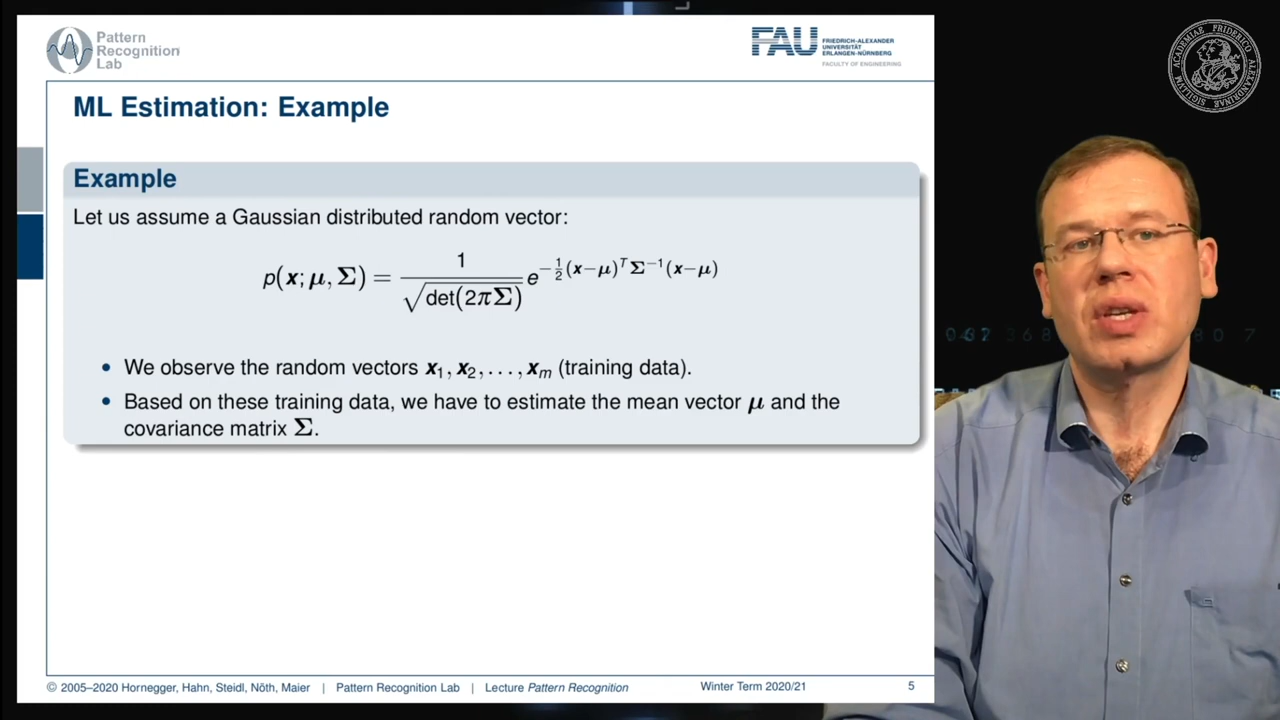 Pattern
Recognition
Lab
FAU
FRIEDRICH-ALEXANDER
UNIVERSITÄT
ERLANGEN-NÜRNBERG
FACULTY OF ENGINEERING
ML Estimation: Example
Example
Let us assume a Gaussian distributed random vector:
p(x; μ, Σ) = 1 / √det(2πΣ) e^{−½(x−μ)^T Σ^{−1}(x−μ)}
• We observe the random vectors x₁, x₂, . . . , xₘ (training data).
• Based on these training data, we have to estimate the mean vector μ and the
covariance matrix Σ.
© 2005–2020 Hornegger, Hahn, Steidl, Nöth, Maier | Pattern Recognition Lab | Lecture Pattern Recognition Winter Term 2020/21 5